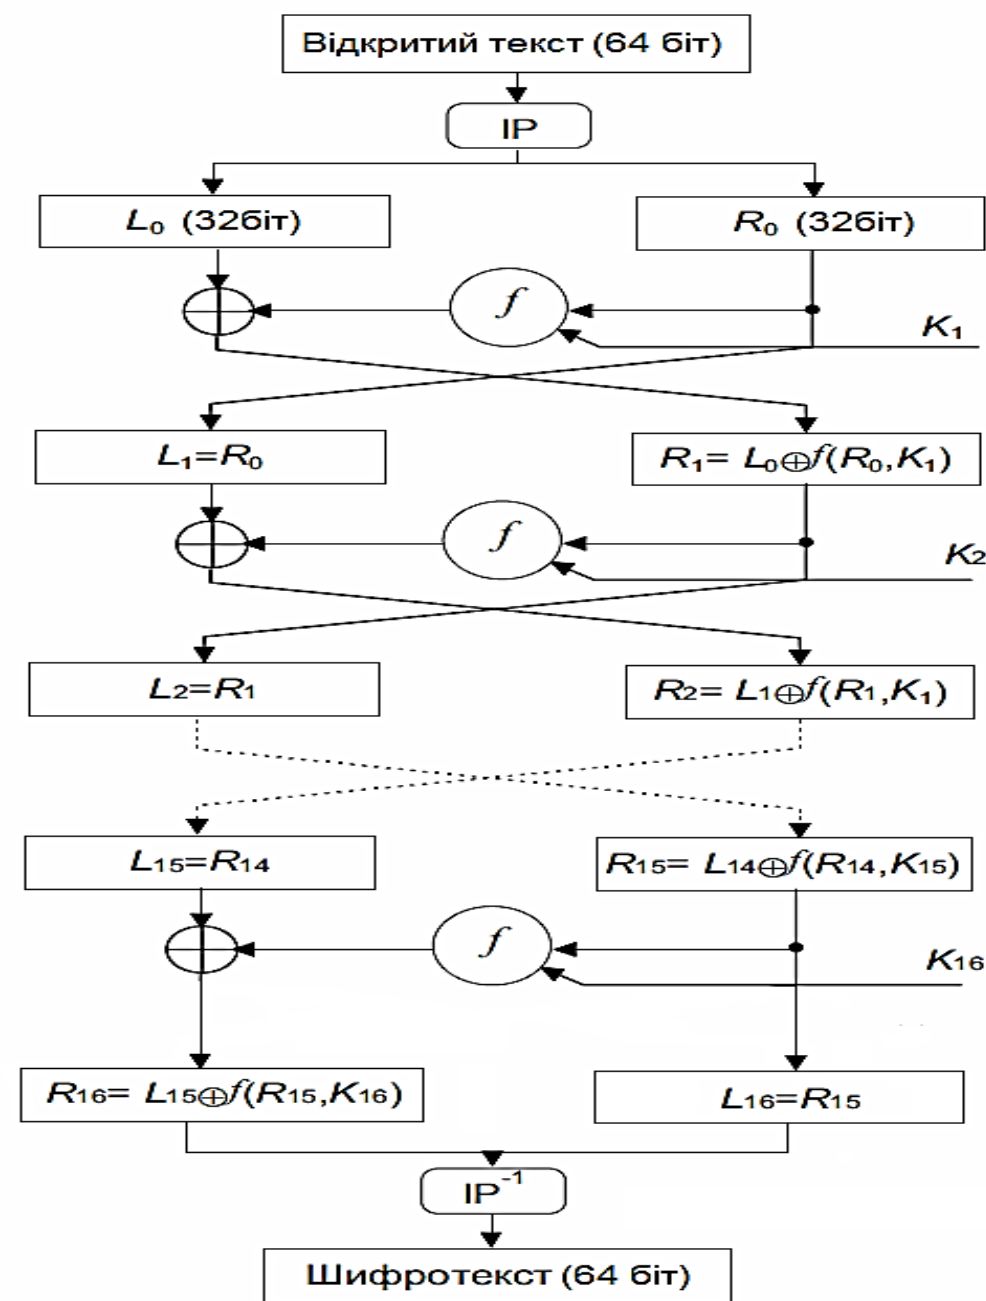 Відкритий текст (64 біт)
IP
L₀ (32біт)
R₀ (32біт)
f
K₁
L₁=R₀
R₁= L₀⊕f(R₀,K₁)
f
K₂
L₂=R₁
R₂= L₁⊕f(R₁,K₁)
L₁₅=R₁₄
R₁₅= L₁₄⊕f(R₁₄,K₁₅)
f
K₁₆
R₁₆= L₁₅⊕f(R₁₅,K₁₆)
L₁₆=R₁₅
IP⁻¹
Шифротекст (64 біт)